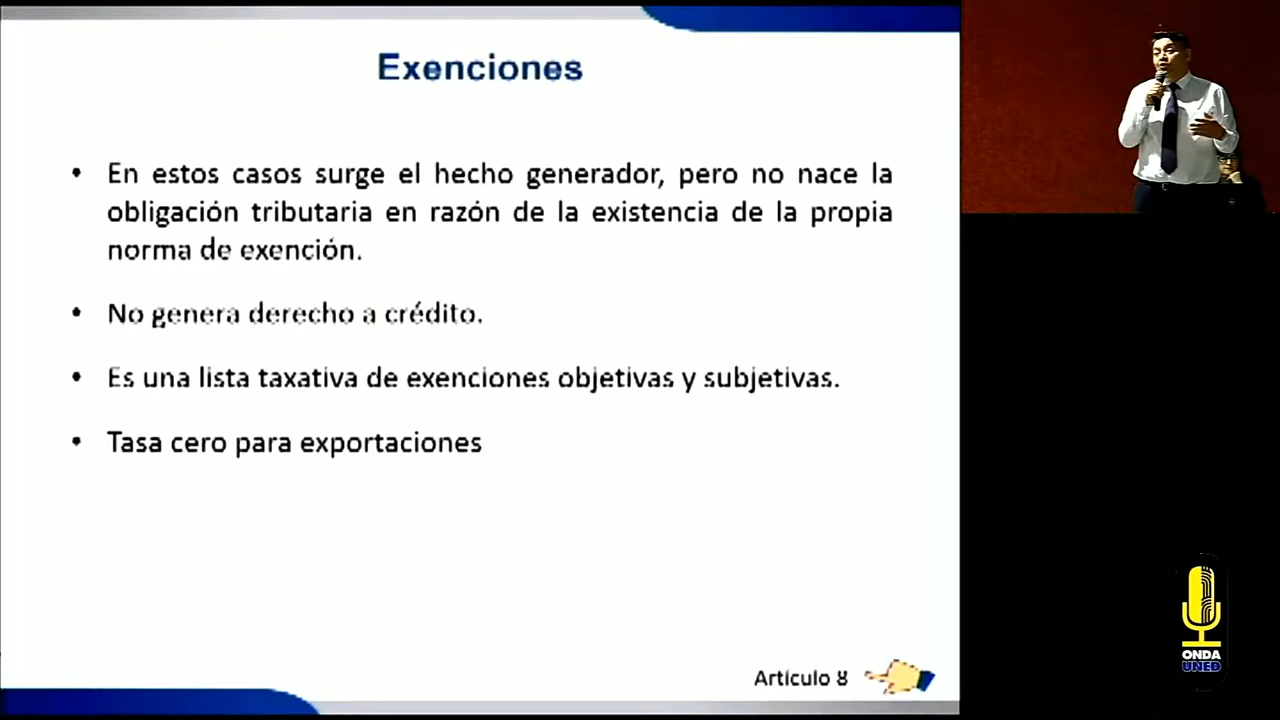 Exenciones
• En estos casos surge el hecho generador, pero no nace la
obligación tributaria en razón de la existencia de la propia
norma de exención.
• No genera derecho a crédito.
• Es una lista taxativa de exenciones objetivas y subjetivas.
• Tasa cero para exportaciones
Artículo 8
ONDA
UNED